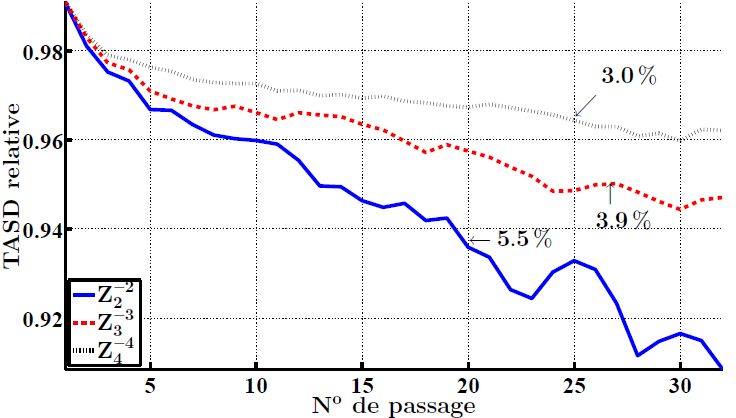 0.98
0.96
0.94
0.92
TASD relative
3.0 %
3.9 %
5.5 %
Z₂⁻²
Z₃⁻³
Z₄⁻⁴
5 10 15 20 25 30
Nº de passage